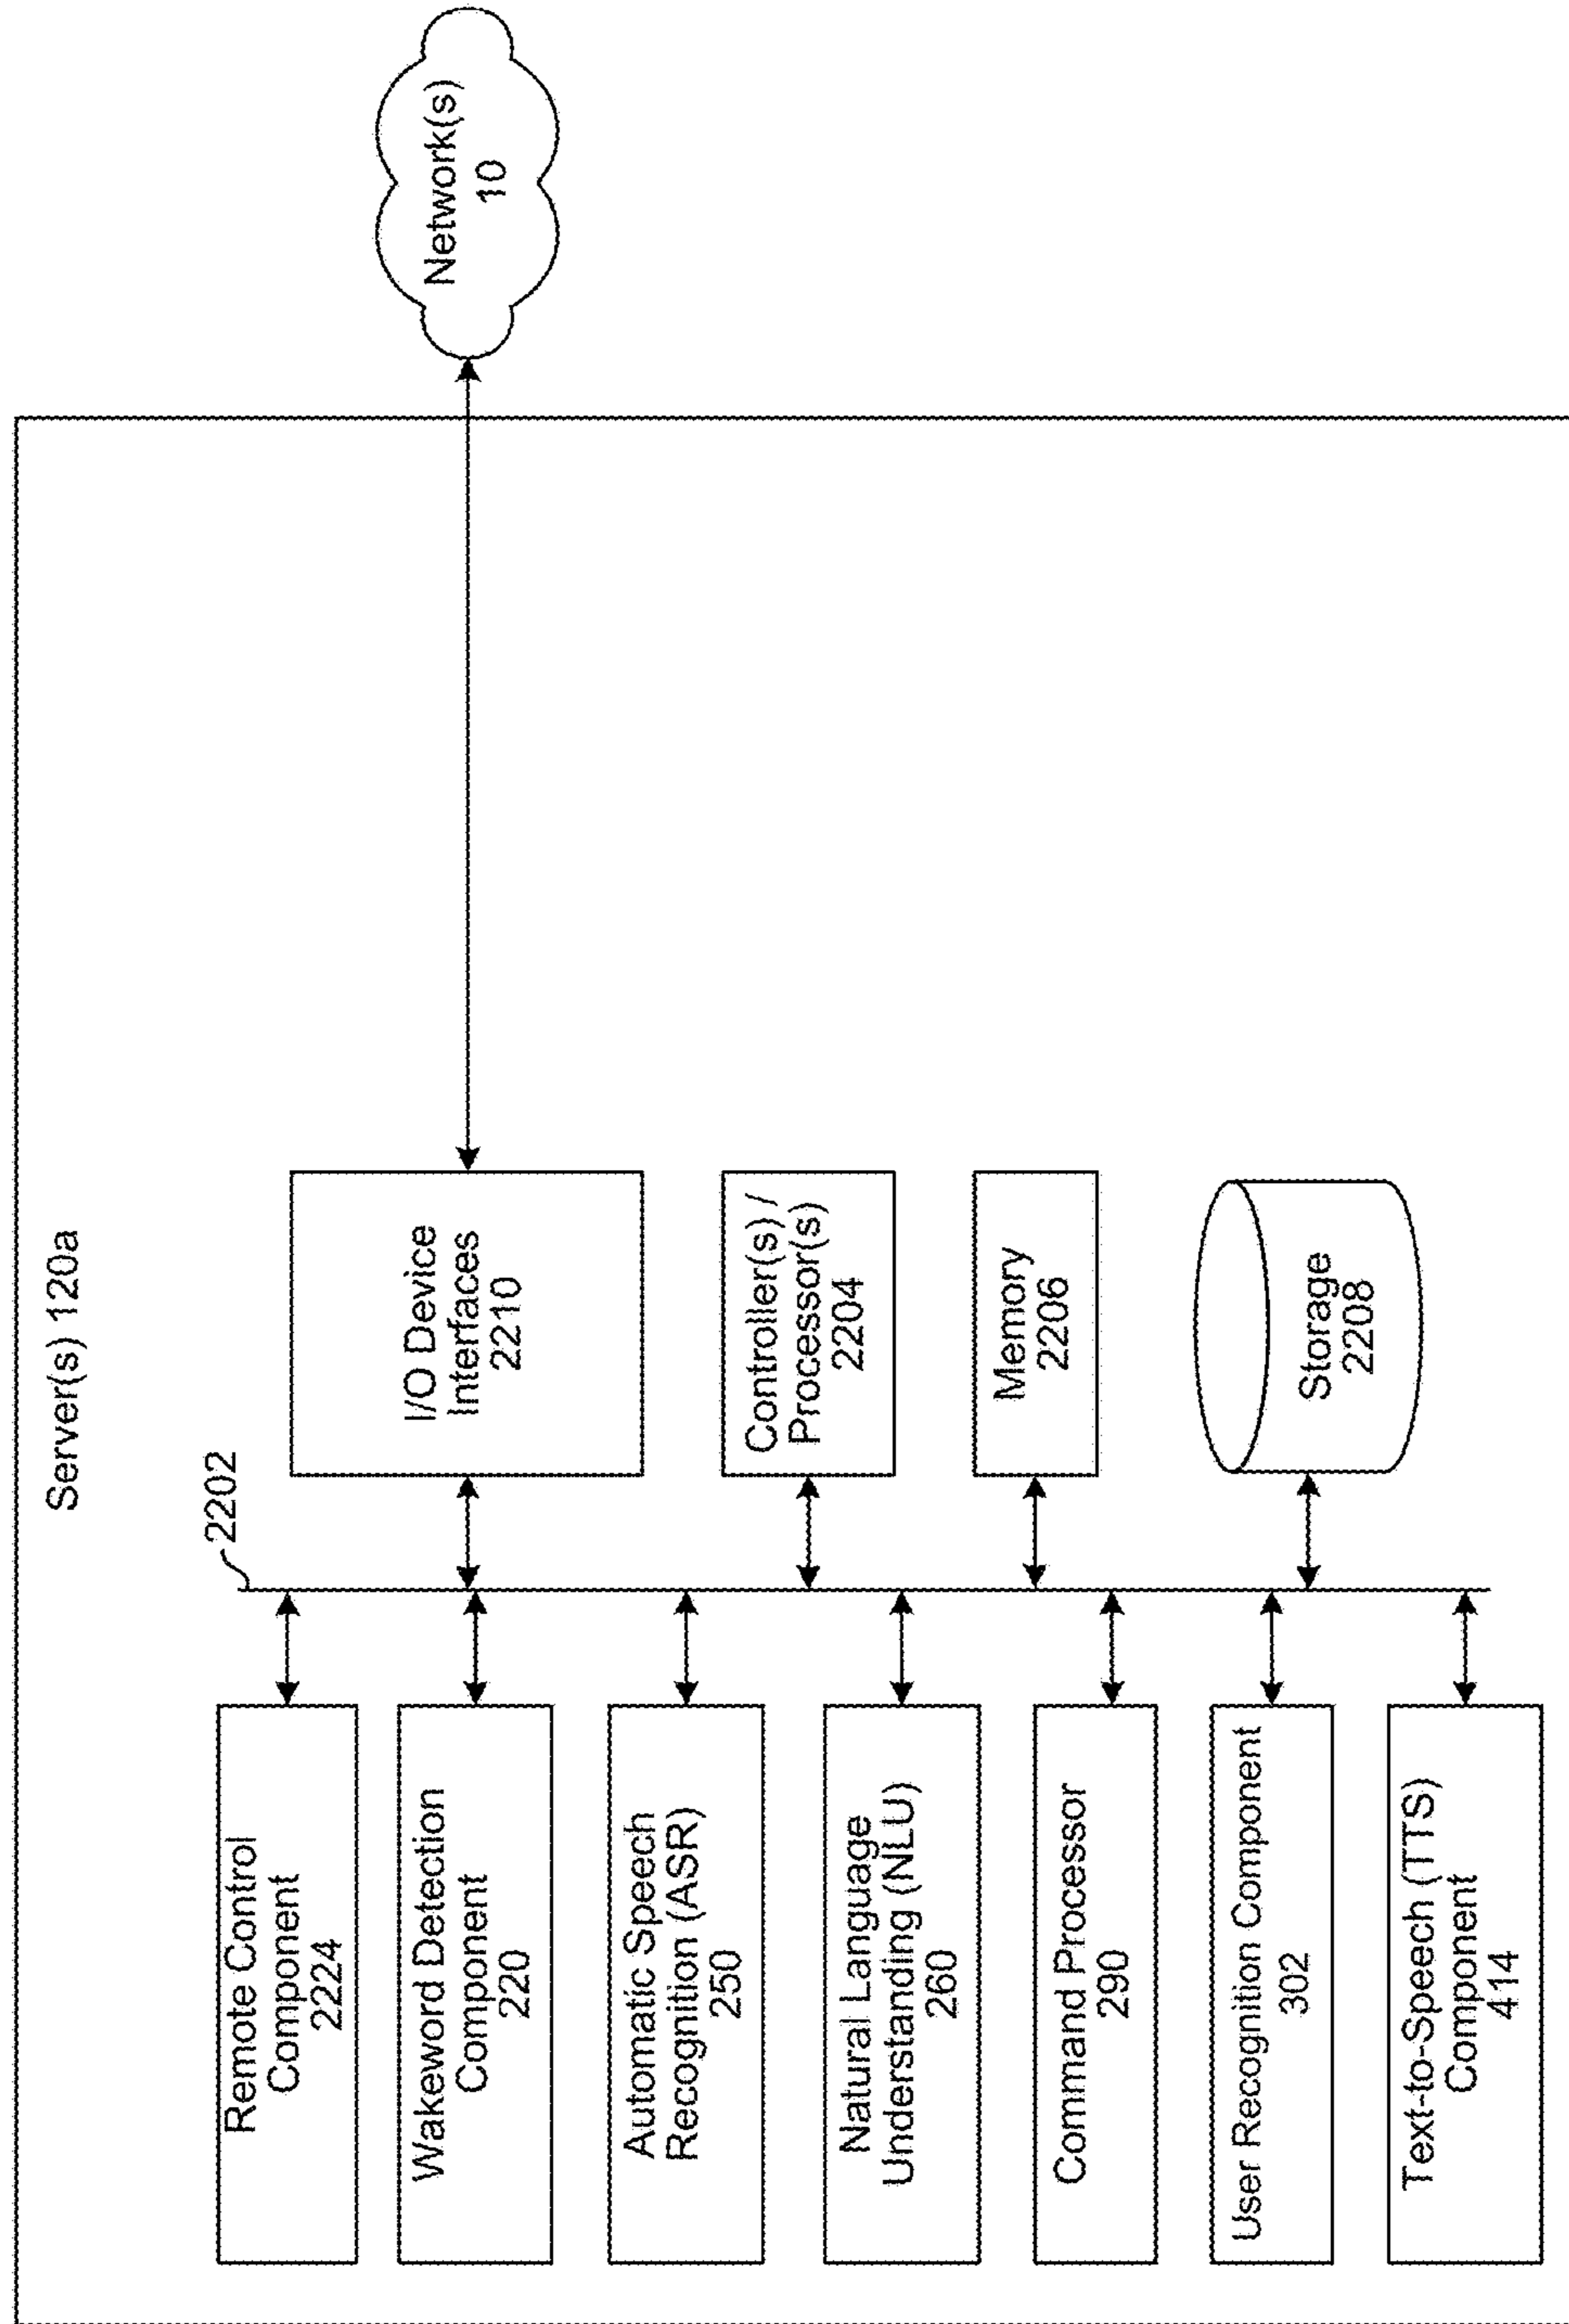 Server(s) 120a
2202
Remote Control
Component
2224
Wakeword Detection
Component
220
Automatic Speech
Recognition (ASR)
250
Natural Language
Understanding (NLU)
260
Command Processor
290
User Recognition Component
302
Text-to-Speech (TTS)
Component
414
I/O Device
Interfaces
2210
Controller(s) /
Processor(s)
2204
Memory
2206
Storage
2208
Network(s)
10